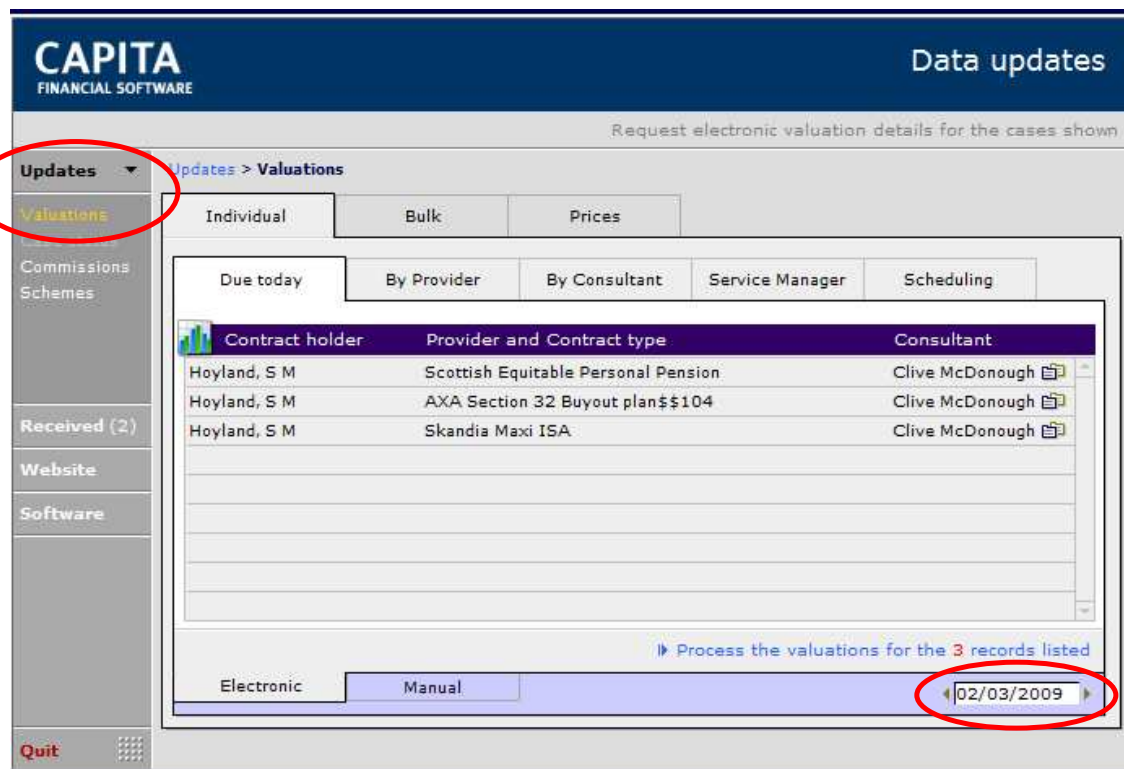 CAPITA
FINANCIAL SOFTWARE
Data updates
Request electronic valuation details for the cases shown
Updates
Updates > Valuations
Valuations
Individual Bulk Prices
Commissions
Schemes
Due today By Provider By Consultant Service Manager Scheduling
Contract holder Provider and Contract type Consultant
Hoyland, S M Scottish Equitable Personal Pension Clive McDonough
Hoyland, S M AXA Section 32 Buyout plan$$104 Clive McDonough
Hoyland, S M Skandia Maxi ISA Clive McDonough
Received (2)
Website
Software
Process the valuations for the 3 records listed
Electronic Manual 02/03/2009
Quit